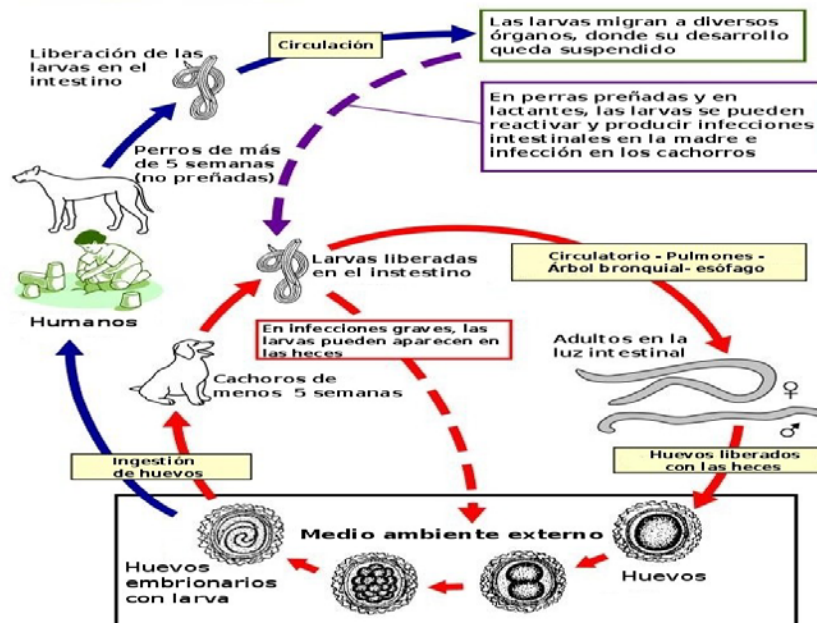 Liberación de las
larvas en el
intestino
Circulación
Las larvas migran a diversos
órganos, donde su desarrollo
queda suspendido
En perras preñadas y en
lactantes, las larvas se pueden
reactivar y producir infecciones
intestinales en la madre e
infección en los cachorros
Perros de más
de 5 semanas
(no preñadas)
Humanos
Larvas liberadas
en el instestino
Circulatorio - Pulmones -
Árbol bronquial- esófago
En infecciones graves, las
larvas pueden aparecen en
las heces
Adultos en la
luz intestinal
♀
♂
Cachoros de
menos 5 semanas
Ingestión
de huevos
Huevos liberados
con las heces
Medio ambiente externo
Huevos
embrionarios
con larva
Huevos